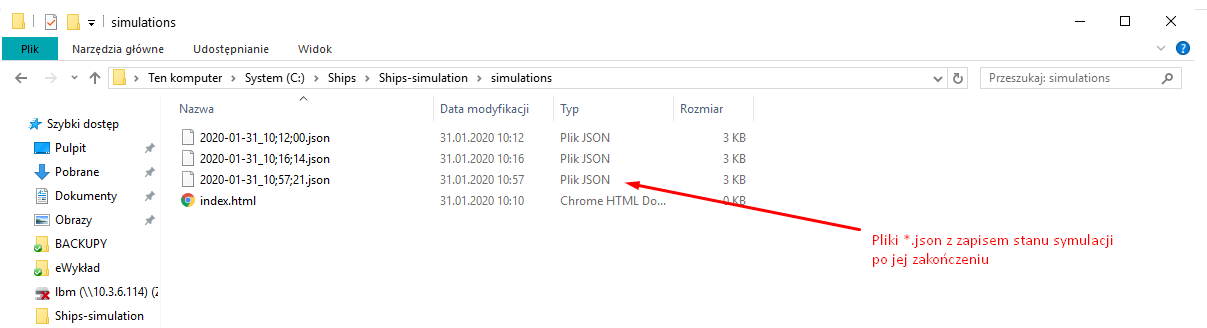 simulations
Plik Narzędzia główne Udostępnianie Widok
Ten komputer System (C:) Ships Ships-simulation simulations
Przeszukaj: simulations
Nazwa Data modyfikacji Typ Rozmiar
Szybki dostęp
Pulpit
Pobrane
Dokumenty
Obrazy
BACKUPY
eWykład
lbm (\\10.3.6.114) (Z
Ships-simulation
2020-01-31_10;12;00.json 31.01.2020 10:12 Plik JSON 3 KB
2020-01-31_10;16;14.json 31.01.2020 10:16 Plik JSON 3 KB
2020-01-31_10;57;21.json 31.01.2020 10:57 Plik JSON 3 KB
index.html 31.01.2020 10:10 Chrome HTML Do... 0 KB
Pliki *.json z zapisem stanu symulacji
po jej zakończeniu